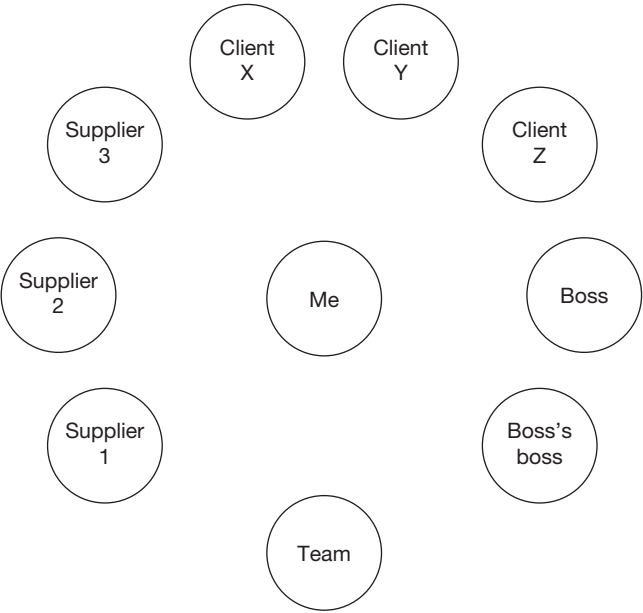 Client
X
Client
Y
Supplier
3
Client
Z
Supplier
2
Me
Boss
Supplier
1
Boss’s
boss
Team